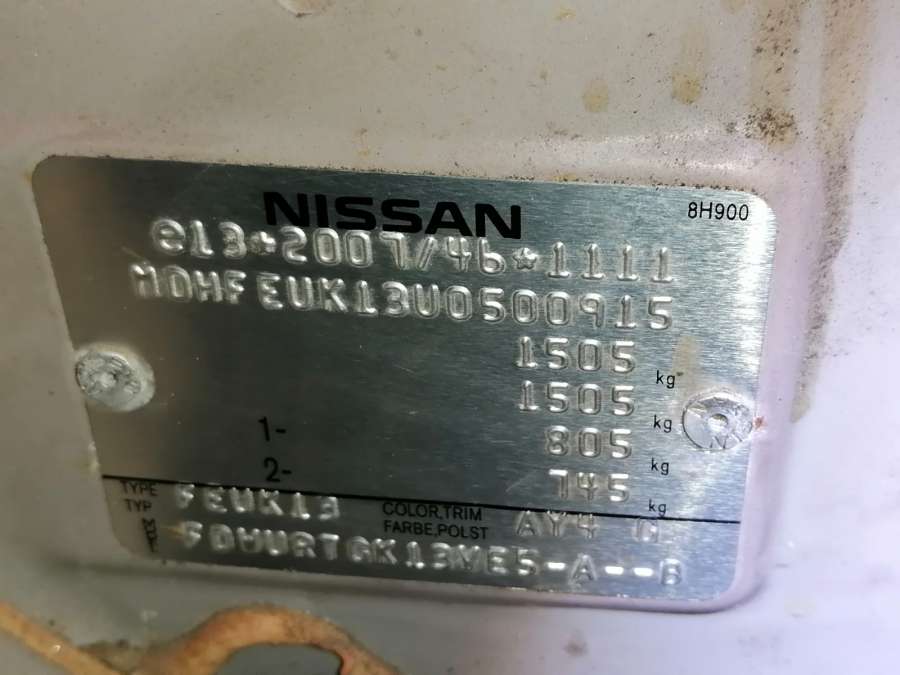 NISSAN 8H900
e13*2007/46*1111
MDHFEUK13U0500915
1505 kg
1505 kg
1- 805 kg
2- 745 kg
TYPE FEUK13 COLOR,TRIM AY4 G
TYP FARBE,POLST
FDHURTGK13ME5-A--B